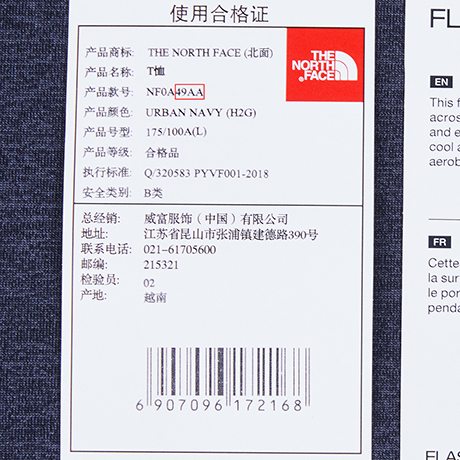 使用合格证
产品商标: THE NORTH FACE (北面)
产品名称: T恤
产品款号: NF0A49AA
产品颜色: URBAN NAVY (H2G)
产品号型: 175/100A(L)
产品等级: 合格品
执行标准: Q/320583 PYVF001-2018
安全类别: B类
THE
NORTH
FACE
总经销: 威富服饰（中国）有限公司
地址: 江苏省昆山市张浦镇建德路390号
联系电话: 021-61705600
邮编: 215321
检验员: 02
产地: 越南
6 907096 172168
FL
EN
This f
acros
and e
cool a
aerob
FR
Cette
la sur
le por
penda
FLAS